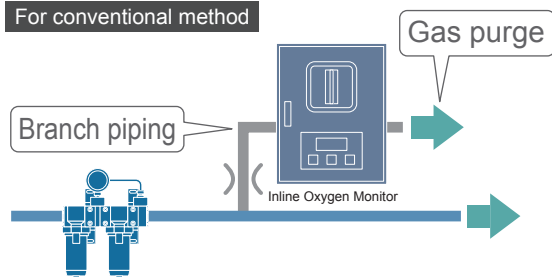 For conventional method
Gas purge
Branch piping
Inline Oxygen Monitor